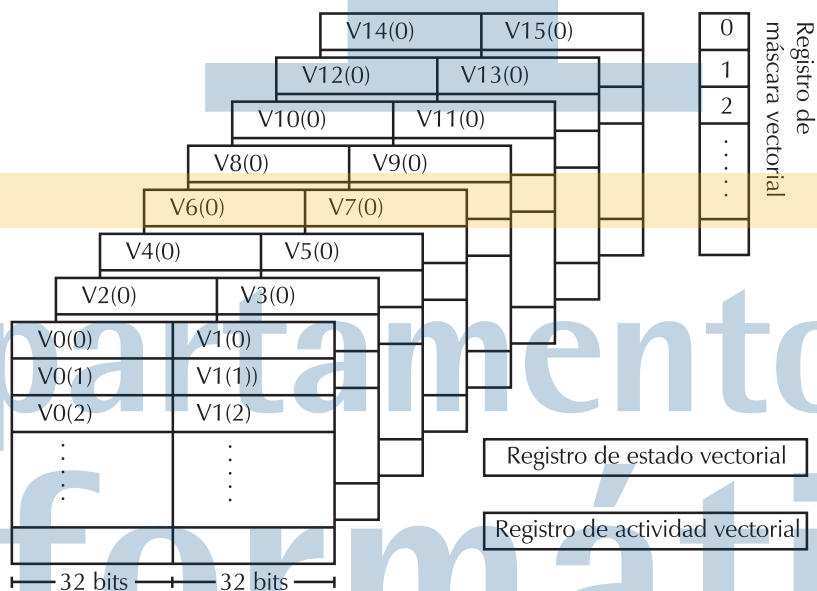 V14(0) V15(0)
V12(0) V13(0)
V10(0) V11(0)
V8(0) V9(0)
V6(0) V7(0)
V4(0) V5(0)
V2(0) V3(0)
V0(0) V1(0)
V0(1) V1(1))
V0(2) V1(2)
32 bits 32 bits
0
1
2
Registro de
máscara vectorial
Registro de estado vectorial
Registro de actividad vectorial
partamento
formáti